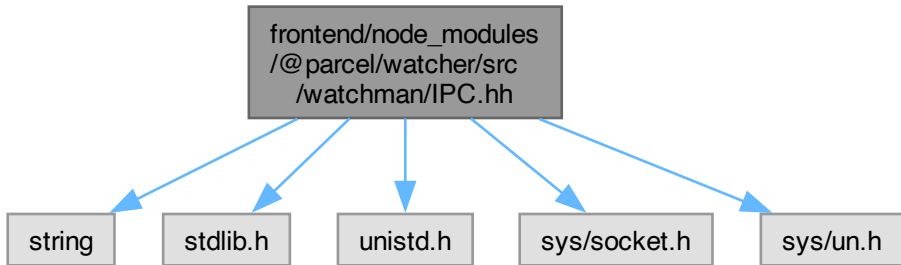 frontend/node_modules
/@parcel/watcher/src
/watchman/IPC.hh
string
stdlib.h
unistd.h
sys/socket.h
sys/un.h